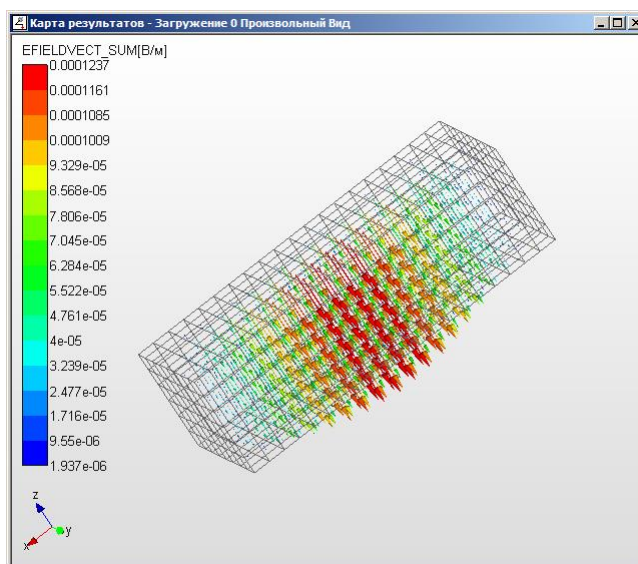 Карта результатов - Загружение 0 Произвольный Вид
EFIELDVECT_SUM[В/м]
0.0001237
0.0001161
0.0001085
0.0001009
9.329e-05
8.568e-05
7.806e-05
7.045e-05
6.284e-05
5.522e-05
4.761e-05
4e-05
3.239e-05
2.477e-05
1.716e-05
9.55e-06
1.937e-06
z
y
x